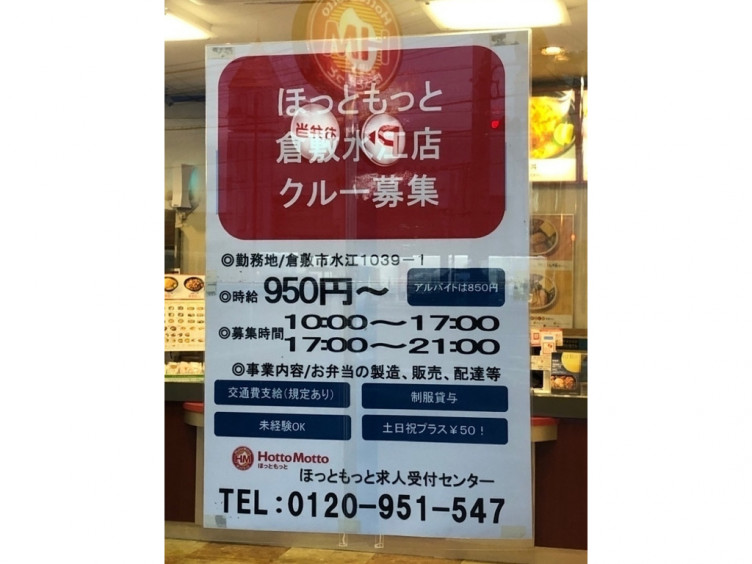 ほっともっと
倉敷水江店
クルー募集
◎勤務地/倉敷市水江1039-1
◎時給 950円～ アルバイトは850円
◎募集時間 10:00～17:00
17:00～21:00
◎事業内容/お弁当の製造、販売、配達等
交通費支給(規定あり) 制服貸与
未経験OK 土日祝プラス¥50!
HM HottoMotto
ほっともっと
ほっともっと求人受付センター
TEL:0120-951-547